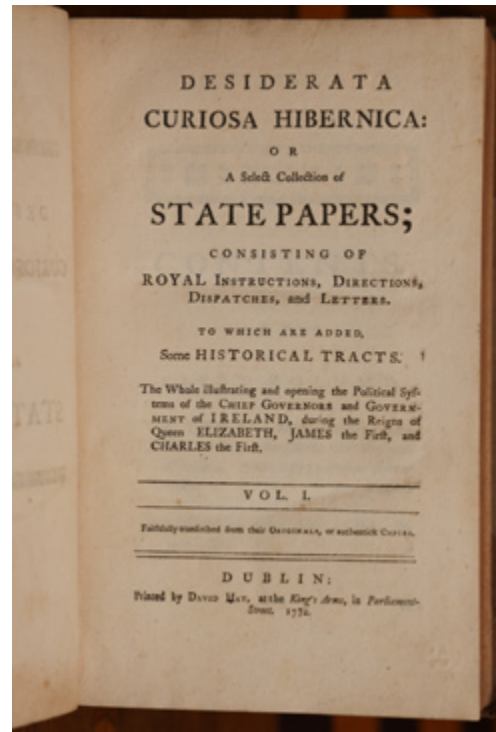 DESIDERATA
CURIOSA HIBERNICA:
OR
A Select Collection of
STATE PAPERS;
CONSISTING OF
ROYAL INSTRUCTIONS, DIRECTIONS,
DISPATCHES, and LETTERS.
TO WHICH ARE ADDED,
Some HISTORICAL TRACTS.
The Whole illustrating and opening the Political Sys-
tems of the CHIEF GOVERNORS and GOVERN-
MENT of IRELAND, during the Reigns of
Queen ELIZABETH, JAMES the First, and
CHARLES the First.
VOL. I.
Faithfully transcribed from their ORIGINALS, or authentick COPIES.
DUBLIN:
Printed by DAVID HAY, at the King's Arms, in Parliament-
Street. 1772.